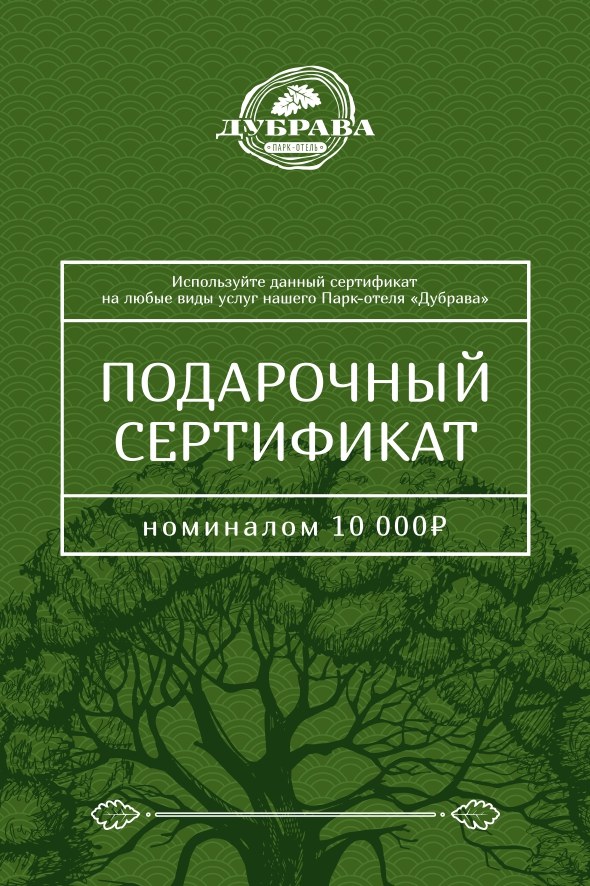 ДУБРАВА
ПАРК-ОТЕЛЬ
Используйте данный сертификат
на любые виды услуг нашего Парк-отеля «Дубрава»
ПОДАРОЧНЫЙ
СЕРТИФИКАТ
номиналом 10 000₽